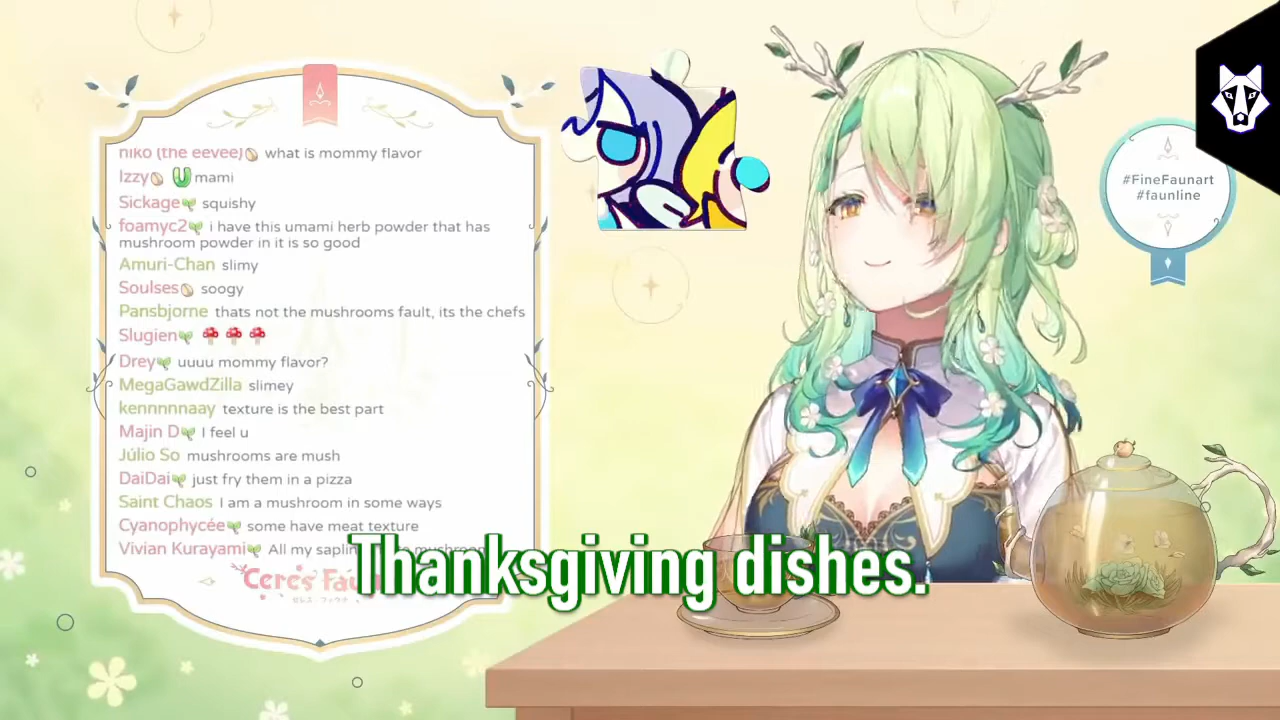 niko (the eevee) what is mommy flavor
Izzy mami
Sickage squishy
foamyc2 i have this umami herb powder that has
mushroom powder in it is so good
Amuri-Chan slimy
Soulses soogy
Pansbjorne thats not the mushrooms fault, its the chefs
Slugien
Drey uuuu mommy flavor?
MegaGawdZilla slimey
kennnnnaay texture is the best part
Majin D I feel u
Júlio So mushrooms are mush
DaiDai just fry them in a pizza
Saint Chaos I am a mushroom in some ways
Cyanophycée some have meat texture
Vivian Kurayami All my
Ceres
Thanksgiving dishes.
#FineFaunart
#faunline